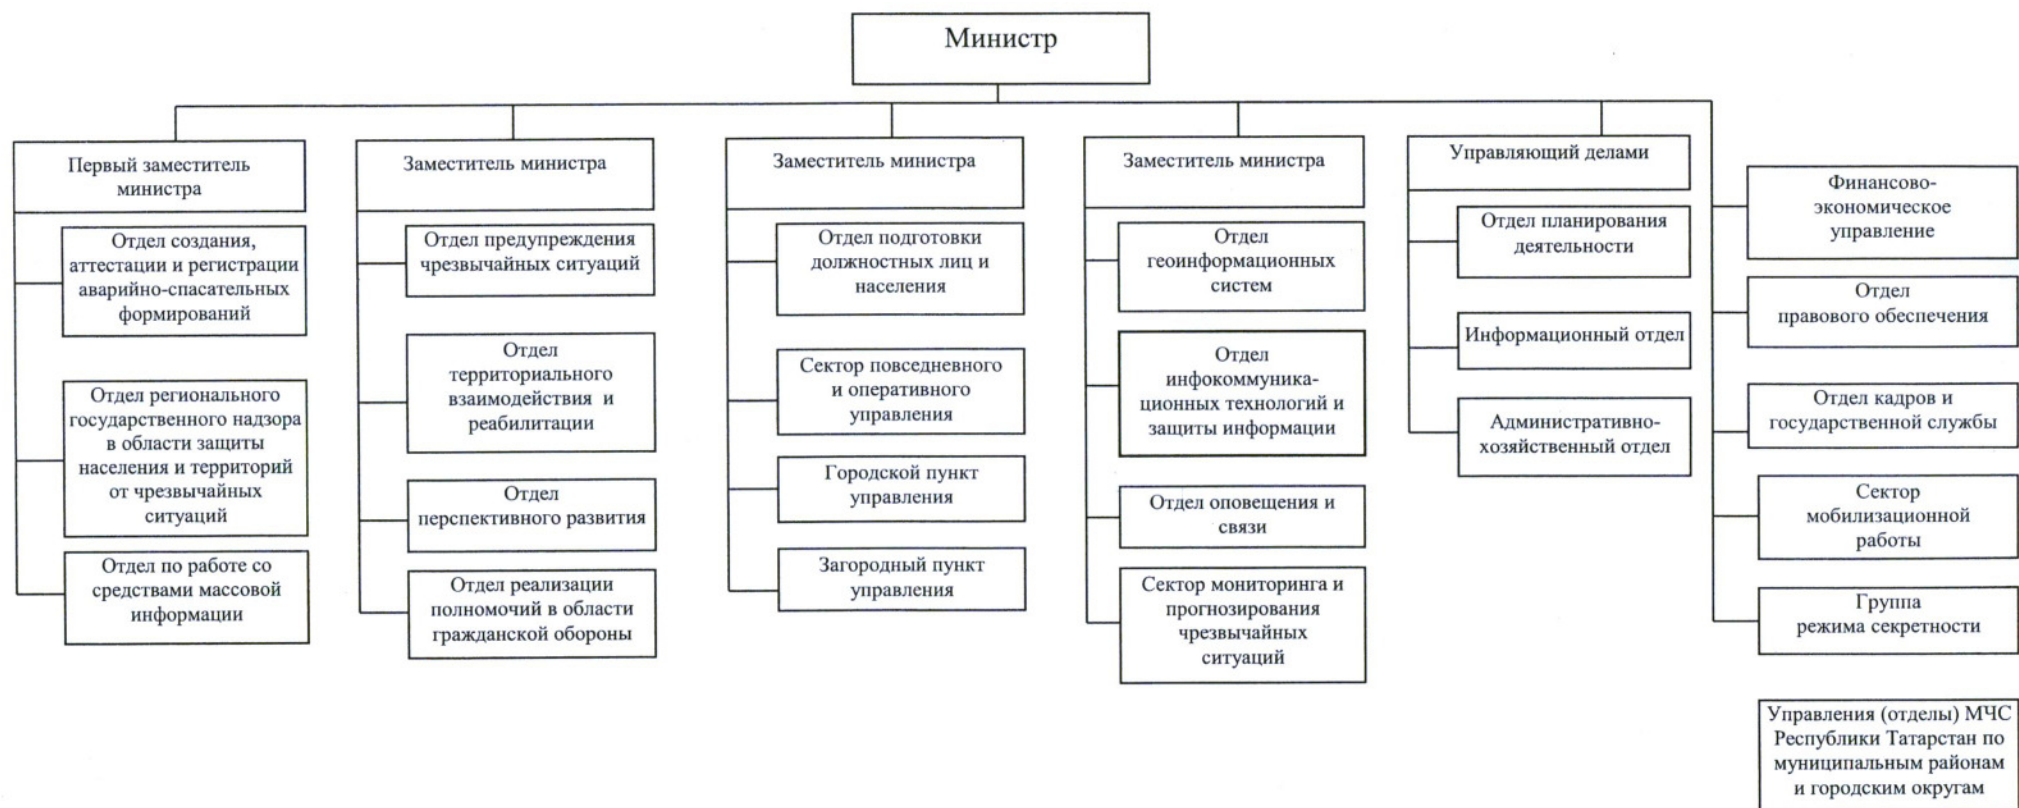 Министр
Первый заместитель
министра
Отдел создания,
аттестации и регистрации
аварийно-спасательных
формирований
Отдел регионального
государственного надзора
в области защиты
населения и территорий
от чрезвычайных
ситуаций
Отдел по работе со
средствами массовой
информации
Заместитель министра
Отдел предупреждения
чрезвычайных ситуаций
Отдел
территориального
взаимодействия и
реабилитации
Отдел
перспективного развития
Отдел реализации
полномочий в области
гражданской обороны
Заместитель министра
Отдел подготовки
должностных лиц и
населения
Сектор повседневного
и оперативного
управления
Городской пункт
управления
Загородный пункт
управления
Заместитель министра
Отдел
геоинформационных
систем
Отдел
инфокоммуника-
ционных технологий и
защиты информации
Отдел оповещения и
связи
Сектор мониторинга и
прогнозирования
чрезвычайных
ситуаций
Управляющий делами
Отдел планирования
деятельности
Информационный отдел
Административно-
хозяйственный отдел
Финансово-
экономическое
управление
Отдел
правового обеспечения
Отдел кадров и
государственной службы
Сектор
мобилизационной
работы
Группа
режима секретности
Управления (отделы) МЧС
Республики Татарстан по
муниципальным районам
и городским округам